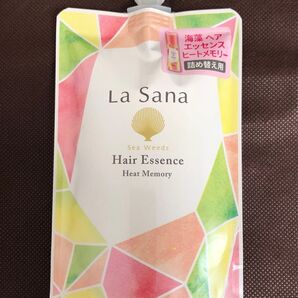 海藻 ヘア
エッセンス
ヒートメモリー
詰め替え用
La Sana
Sea Weeds
Hair Essence
Heat Memory